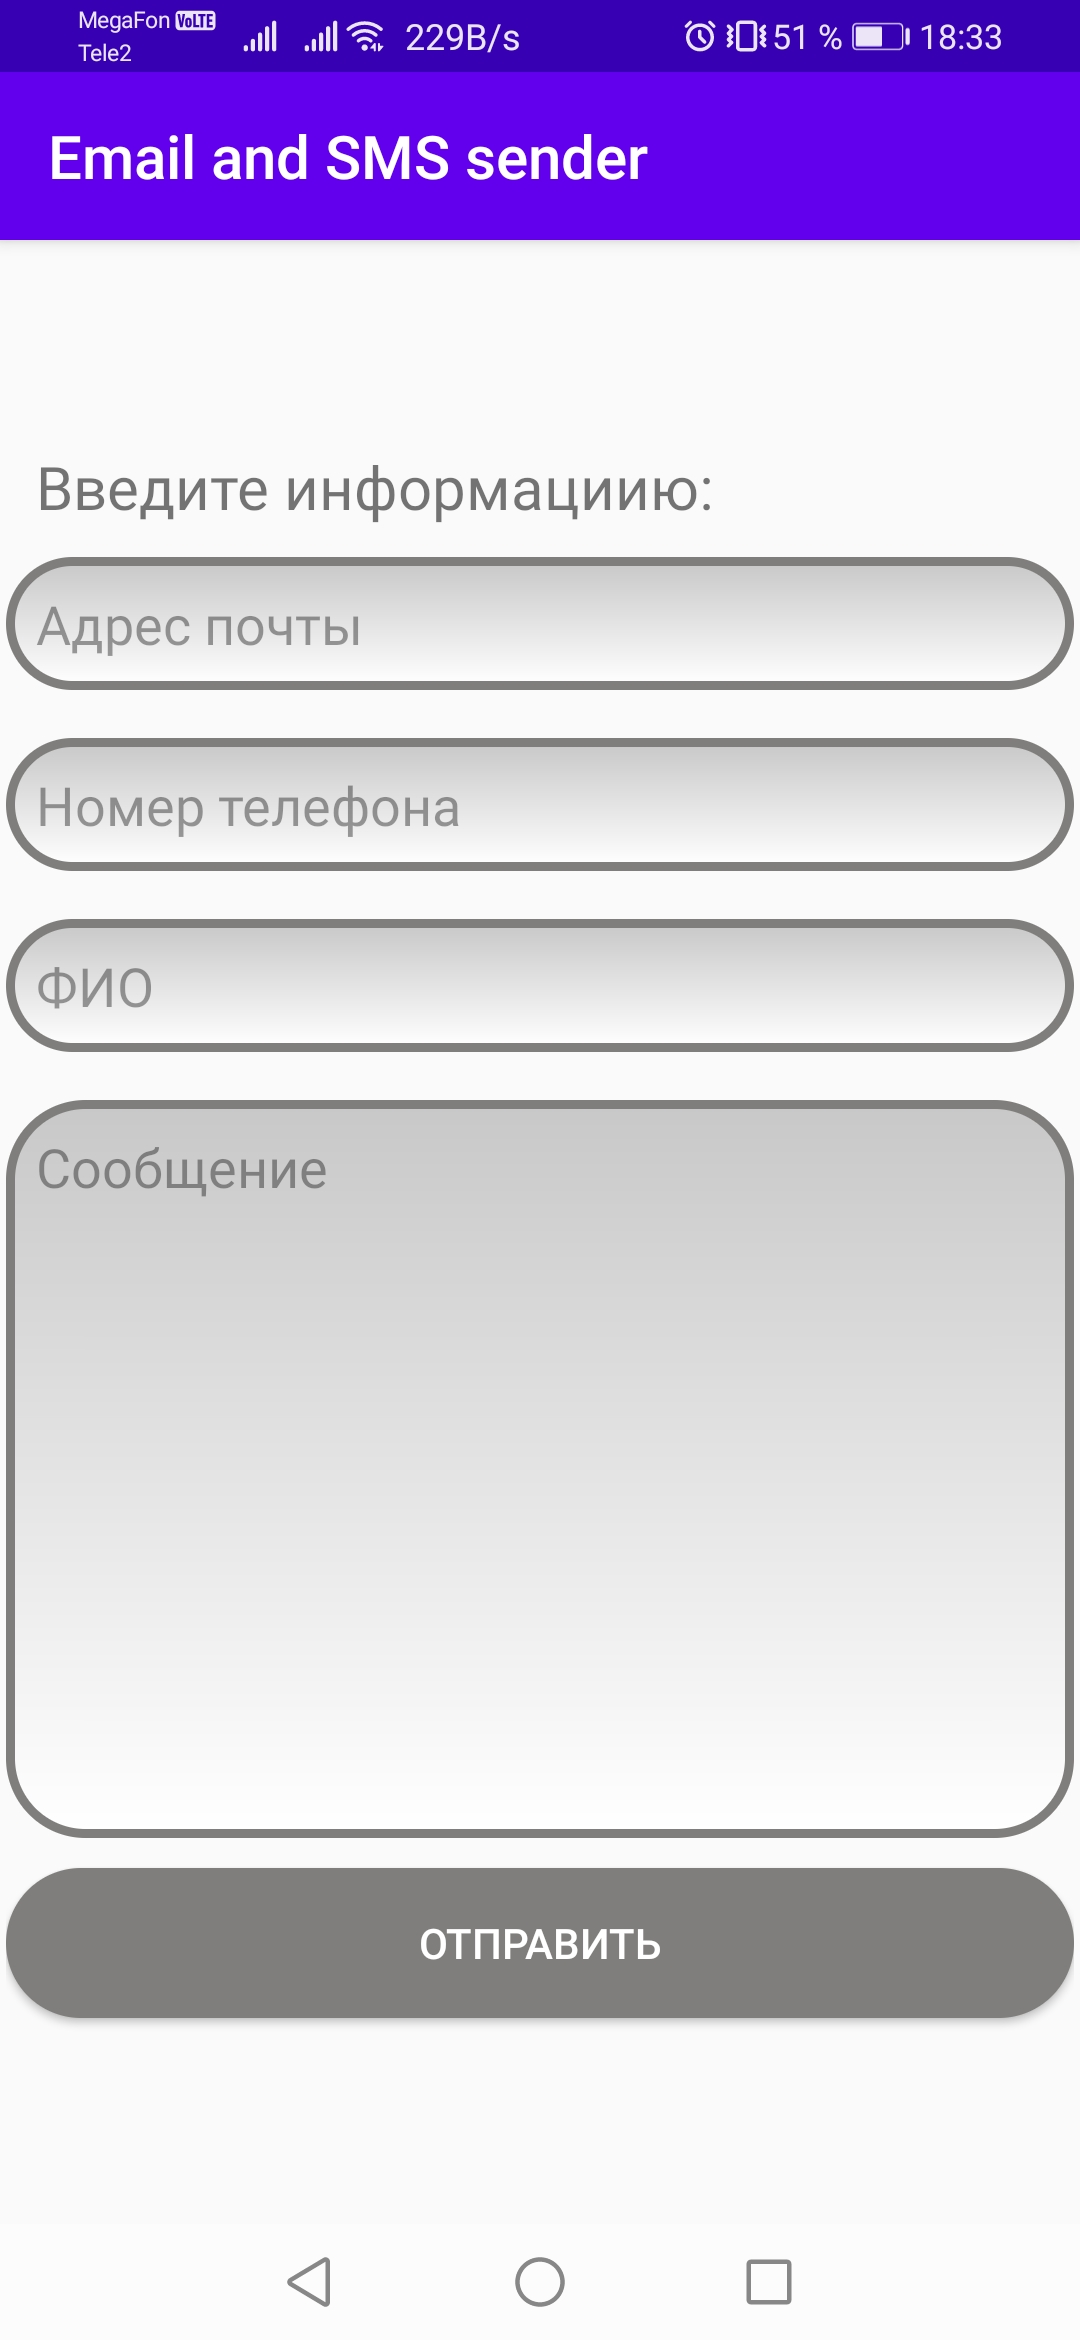 MegaFon VoLTE
Tele2
229B/s
51 %
18:33
Email and SMS sender
Введите информациию:
Адрес почты
Номер телефона
ФИО
Сообщение
ОТПРАВИТЬ